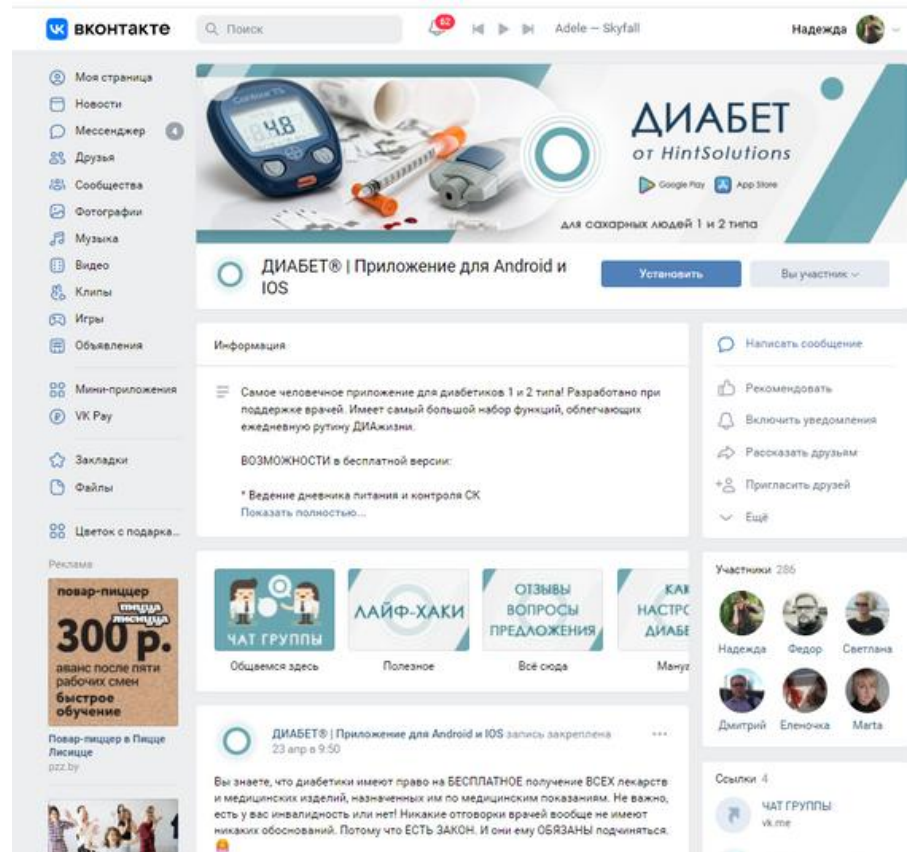 ВКОНТАКТЕ
Поиск
62
Adele – Skyfall
Надежда
Моя страница
Новости
Мессенджер 4
Друзья
Сообщества
Фотографии
Музыка
Видео
Клипы
Игры
Объявления
Мини-приложения
VK Pay
Закладки
Файлы
Цветок с подарка...
Реклама
повар-пиццер
пицца
лисицца
300 р.
аванс после пяти
рабочих смен
быстрое
обучение
Повар-пиццер в Пицце
Лисицце
pzz.by
Contour TS
4.8
ДИАБЕТ
от HintSolutions
Google Play App Store
для сахарных людей 1 и 2 типа
ДИАБЕТ® | Приложение для Android и
IOS
Установить
Вы участник
Информация
Самое человечное приложение для диабетиков 1 и 2 типа! Разработано при
поддержке врачей. Имеет самый большой набор функций, облегчающих
ежедневную рутину ДИАжизни.
ВОЗМОЖНОСТИ в бесплатной версии:
* Ведение дневника питания и контроля СК
Показать полностью...
ЧАТ ГРУППЫ
Общаемся здесь
ЛАЙФ-ХАКИ
Полезное
ОТЗЫВЫ
ВОПРОСЫ
ПРЕДЛОЖЕНИЯ
Всё сюда
КАК
НАСТРО
ДИАБЕ
Мануа
ДИАБЕТ® | Приложение для Android и IOS запись закреплена
23 апр в 9:50
Вы знаете, что диабетики имеют право на БЕСПЛАТНОЕ получение ВСЕХ лекарств
и медицинских изделий, назначенных им по медицинским показаниям. Не важно,
есть у вас инвалидность или нет! Никакие отговорки врачей вообще не имеют
никаких обоснований. Потому что ЕСТЬ ЗАКОН. И они ему ОБЯЗАНЫ подчиняться.
Написать сообщение
Рекомендовать
Включить уведомления
Рассказать друзьям
Пригласить друзей
Ещё
Участники 286
Надежда Федор Светлана
Дмитрий Еленочка Marta
Ссылки 4
ЧАТ ГРУППЫ
vk.me